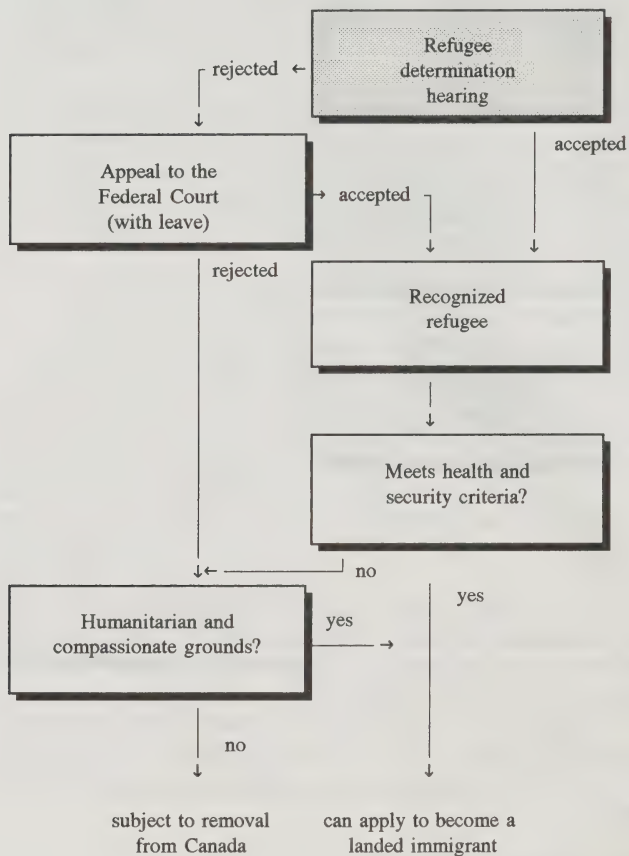 Refugee
determination
hearing
rejected
accepted
Appeal to the
Federal Court
(with leave)
accepted
rejected
Recognized
refugee
Meets health and
security criteria?
no
yes
Humanitarian and
compassionate grounds?
yes
no
subject to removal
from Canada
can apply to become a
landed immigrant